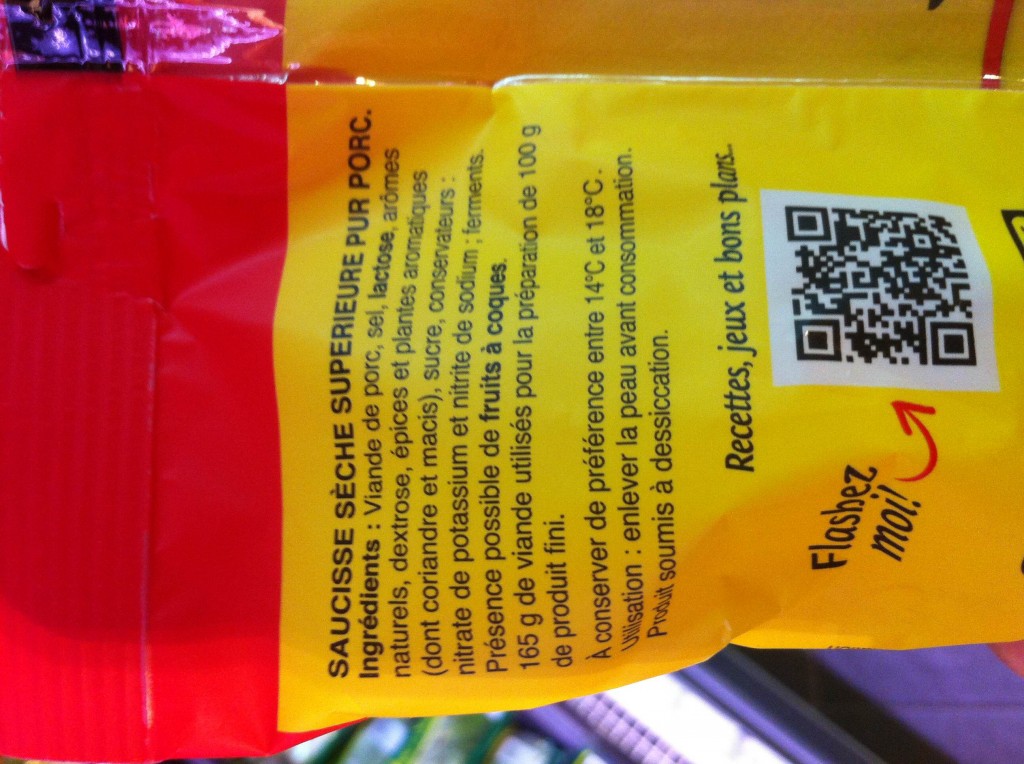 SAUCISSE SÈCHE SUPERIEURE PUR PORC.
Ingrédients : Viande de porc, sel, lactose, arômes
naturels, dextrose, épices et plantes aromatiques
(dont coriandre et macis), sucre, conservateurs :
nitrate de potassium et nitrite de sodium ; ferments.
Présence possible de fruits à coques.
165 g de viande utilisés pour la préparation de 100 g
de produit fini.
À conserver de préférence entre 14°C et 18°C.
Utilisation : enlever la peau avant consommation.
Produit soumis à dessiccation.
Recettes, jeux et bons plans...
Flashez
moi!